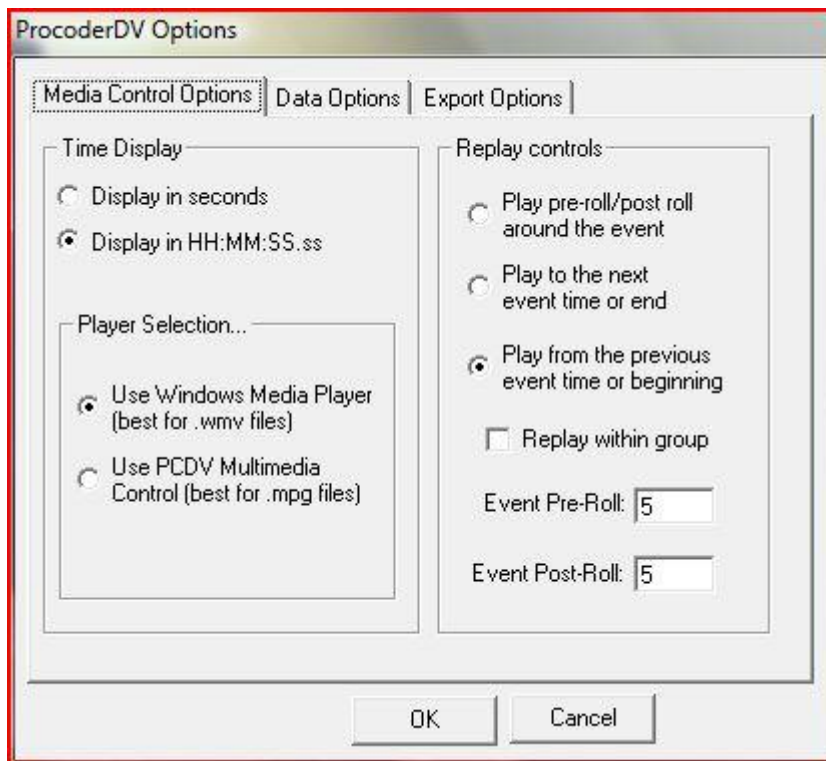 ProcoderDV Options
Media Control Options
Data Options
Export Options
Time Display
Display in seconds
Display in HH:MM:SS.ss
Player Selection...
Use Windows Media Player
(best for .wmv files)
Use PCDV Multimedia
Control (best for .mpg files)
Replay controls
Play pre-roll/post roll
around the event
Play to the next
event time or end
Play from the previous
event time or beginning
Replay within group
Event Pre-Roll: 5
Event Post-Roll: 5
OK
Cancel